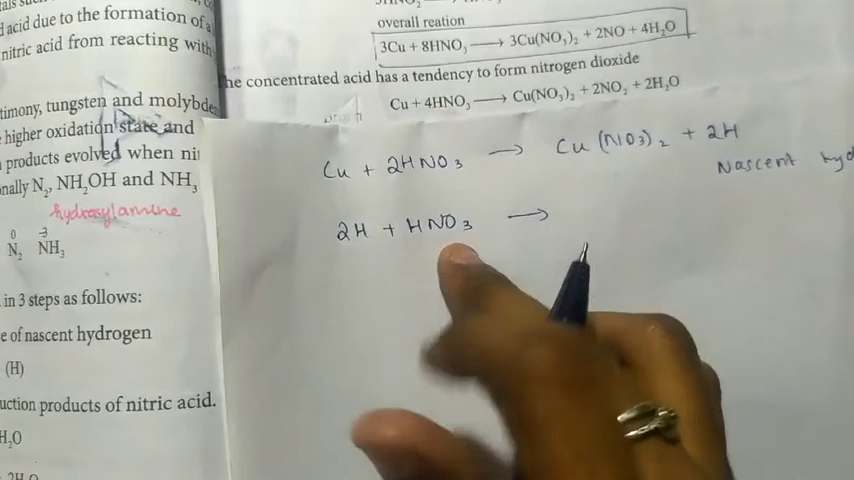 tals such
d acid due to the formation of a
nitric acid from reacting with
timony, tungsten and molybde
higher oxidation state and
products evolved when ni
nally N₂, NH₂OH and NH₃
hydroxylamine
0 -3
N₂ NH₃
in 3 steps as follows:
e of nascent hydrogen
(H)
uction products of nitric acid.
H₂O
2H₂O
overall reation
3Cu + 8HNO₃ ⟶ 3Cu(NO₃)₂ + 2NO + 4H₂O
he concentrated acid has a tendency to form nitrogen dioxide
Cu + 4HNO₃ ⟶ Cu(NO₃)₂ + 2NO₂ + 2H₂O
Cu + 2HNO₃ → Cu(NO₃)₂ + 2H
Nascent hyd
2H + HNO₃ →